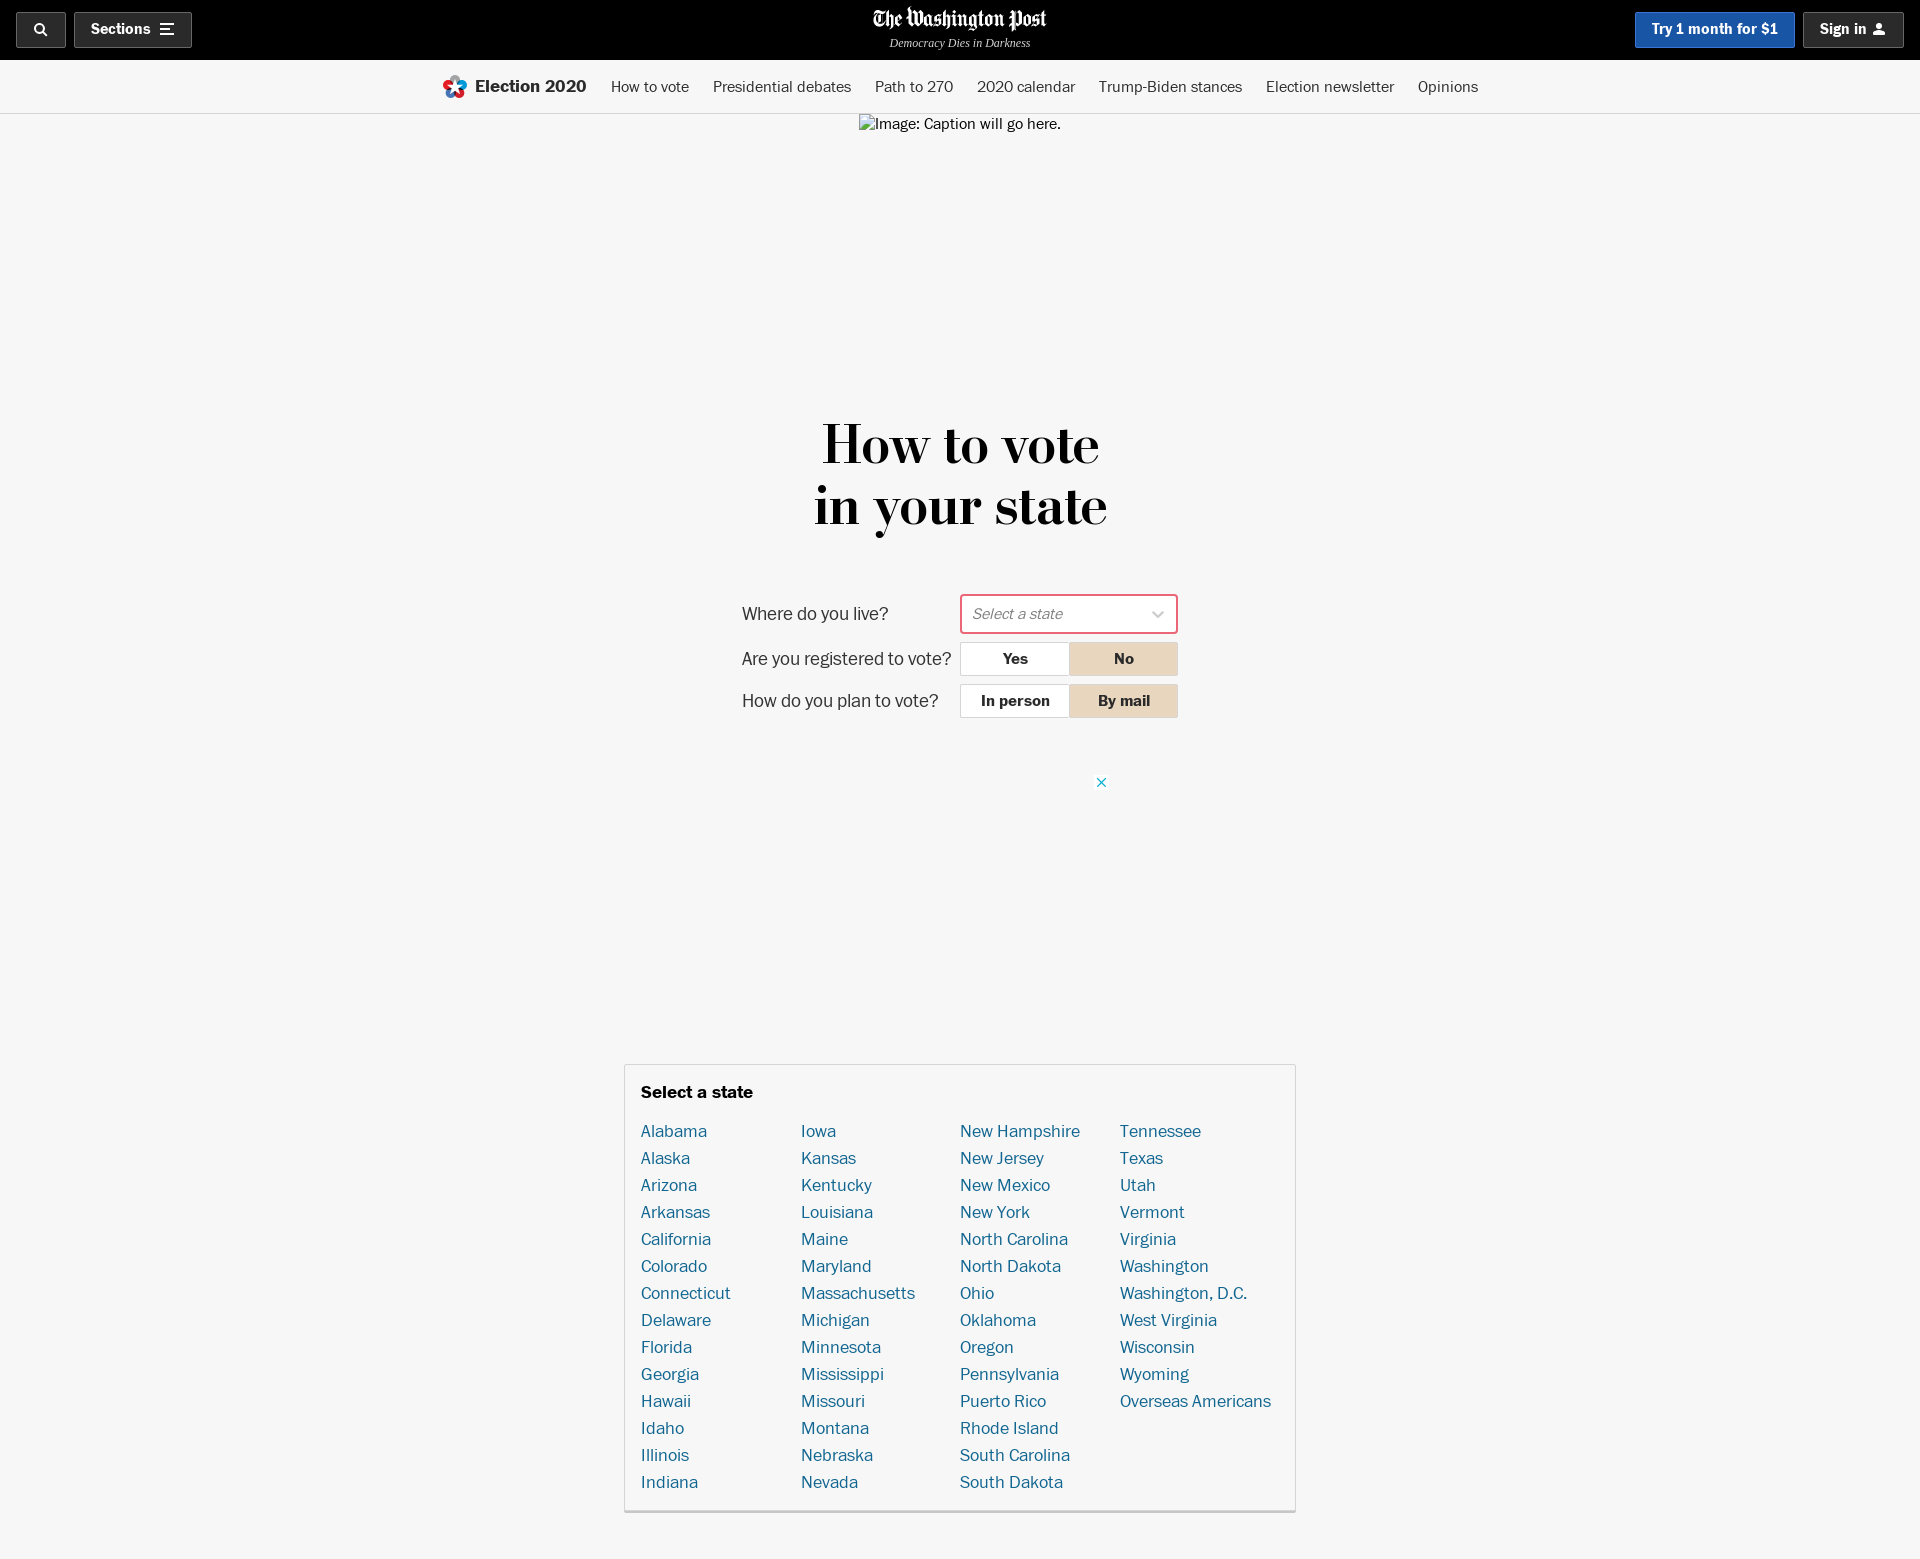 Sections
The Washington Post
Democracy Dies in Darkness
Try 1 month for $1
Sign in
Election 2020
How to vote
Presidential debates
Path to 270
2020 calendar
Trump-Biden stances
Election newsletter
Opinions
Image: Caption will go here.
How to vote
in your state
Where do you live?
Select a state
Are you registered to vote?
Yes
No
How do you plan to vote?
In person
By mail
Select a state
Alabama
Alaska
Arizona
Arkansas
California
Colorado
Connecticut
Delaware
Florida
Georgia
Hawaii
Idaho
Illinois
Indiana
Iowa
Kansas
Kentucky
Louisiana
Maine
Maryland
Massachusetts
Michigan
Minnesota
Mississippi
Missouri
Montana
Nebraska
Nevada
New Hampshire
New Jersey
New Mexico
New York
North Carolina
North Dakota
Ohio
Oklahoma
Oregon
Pennsylvania
Puerto Rico
Rhode Island
South Carolina
South Dakota
Tennessee
Texas
Utah
Vermont
Virginia
Washington
Washington, D.C.
West Virginia
Wisconsin
Wyoming
Overseas Americans